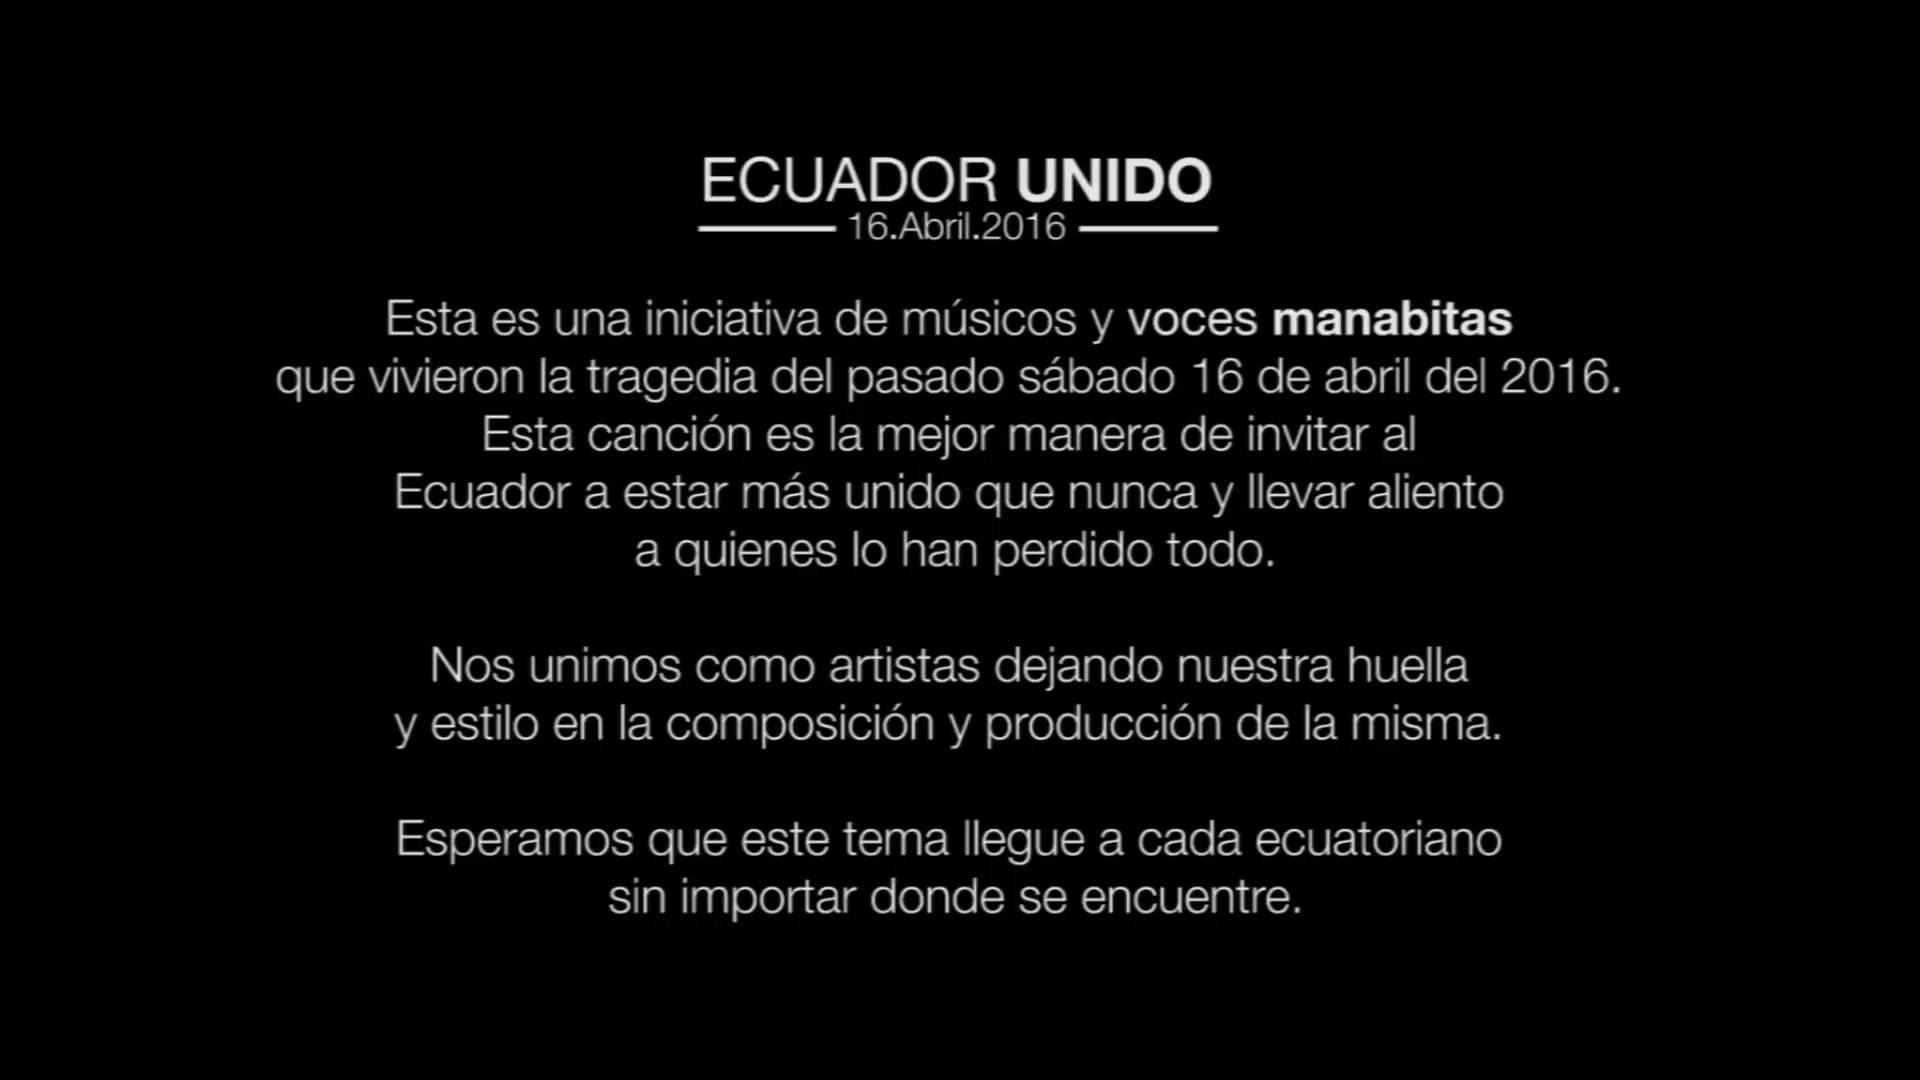 ECUADOR UNIDO
16.Abril.2016
Esta es una iniciativa de músicos y voces manabitas
que vivieron la tragedia del pasado sábado 16 de abril del 2016.
Esta canción es la mejor manera de invitar al
Ecuador a estar más unido que nunca y llevar aliento
a quienes lo han perdido todo.
Nos unimos como artistas dejando nuestra huella
y estilo en la composición y producción de la misma.
Esperamos que este tema llegue a cada ecuatoriano
sin importar donde se encuentre.